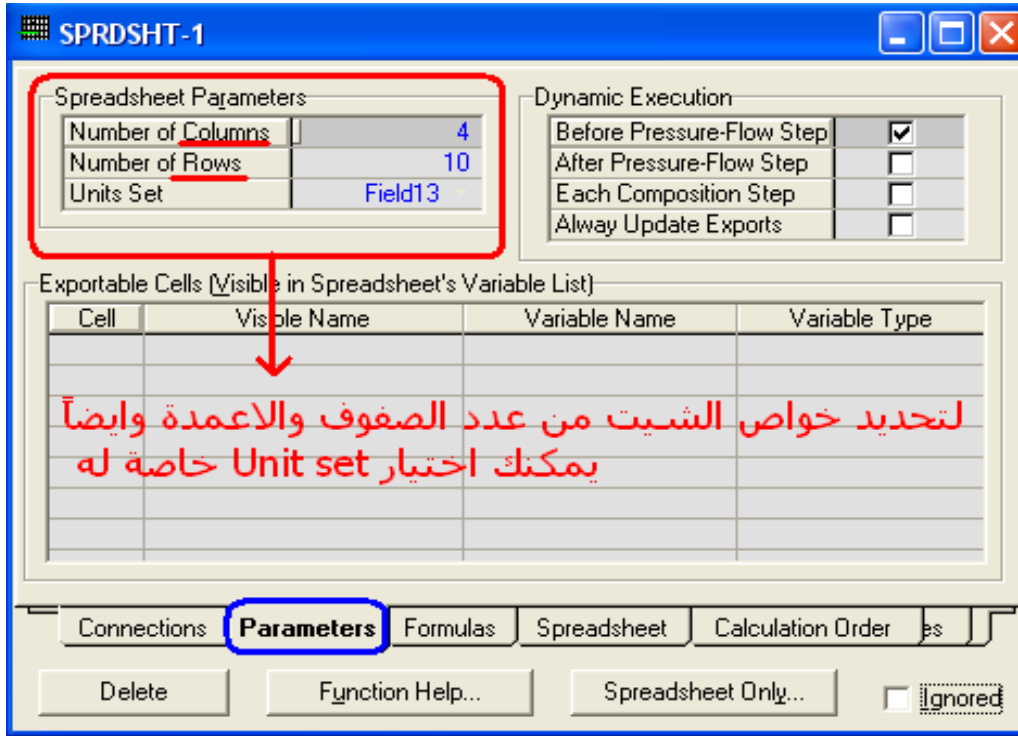 SPRDSHT-1
Spreadsheet Parameters
Number of Columns 4
Number of Rows 10
Units Set Field13
Dynamic Execution
Before Pressure-Flow Step
After Pressure-Flow Step
Each Composition Step
Alway Update Exports
Exportable Cells (Visible in Spreadsheet's Variable List)
Cell Visible Name Variable Name Variable Type
لتحديد خواص الشيت من عدد الصفوف والاعمدة وايضاً
يمكنك اختيار Unit set خاصة له
Connections Parameters Formulas Spreadsheet Calculation Order es
Delete Function Help... Spreadsheet Only... Ignored